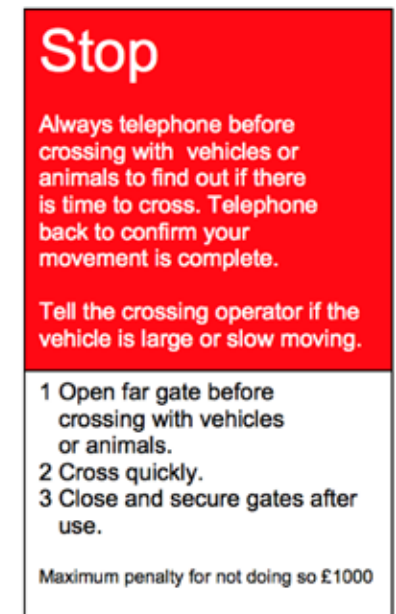 Stop
Always telephone before
crossing with vehicles or
animals to find out if there
is time to cross. Telephone
back to confirm your
movement is complete.
Tell the crossing operator if the
vehicle is large or slow moving.
1 Open far gate before
crossing with vehicles
or animals.
2 Cross quickly.
3 Close and secure gates after
use.
Maximum penalty for not doing so £1000